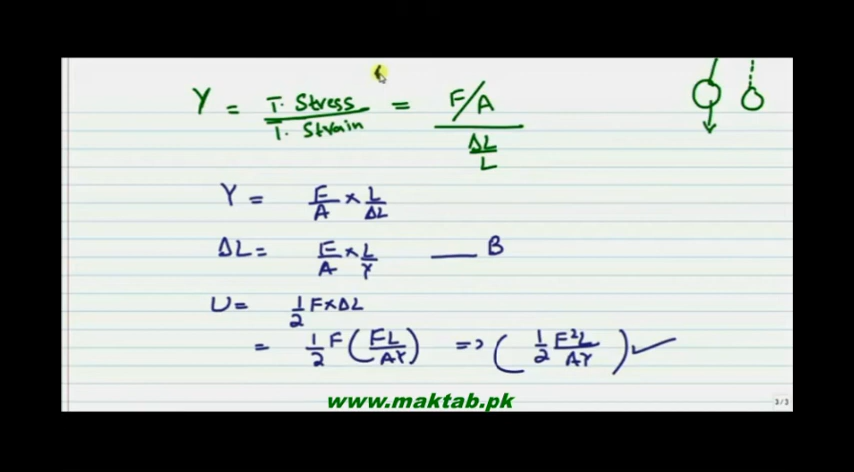 Y = T. Stress / T. Strain = F/A / ΔL/L
Y = F/A × L/ΔL
ΔL = F/A × L/Y —— B
U = 1/2 F×ΔL
= 1/2 F (FL/AY) => (1/2 F²L/AY) ✓
www.maktab.pk
3/3